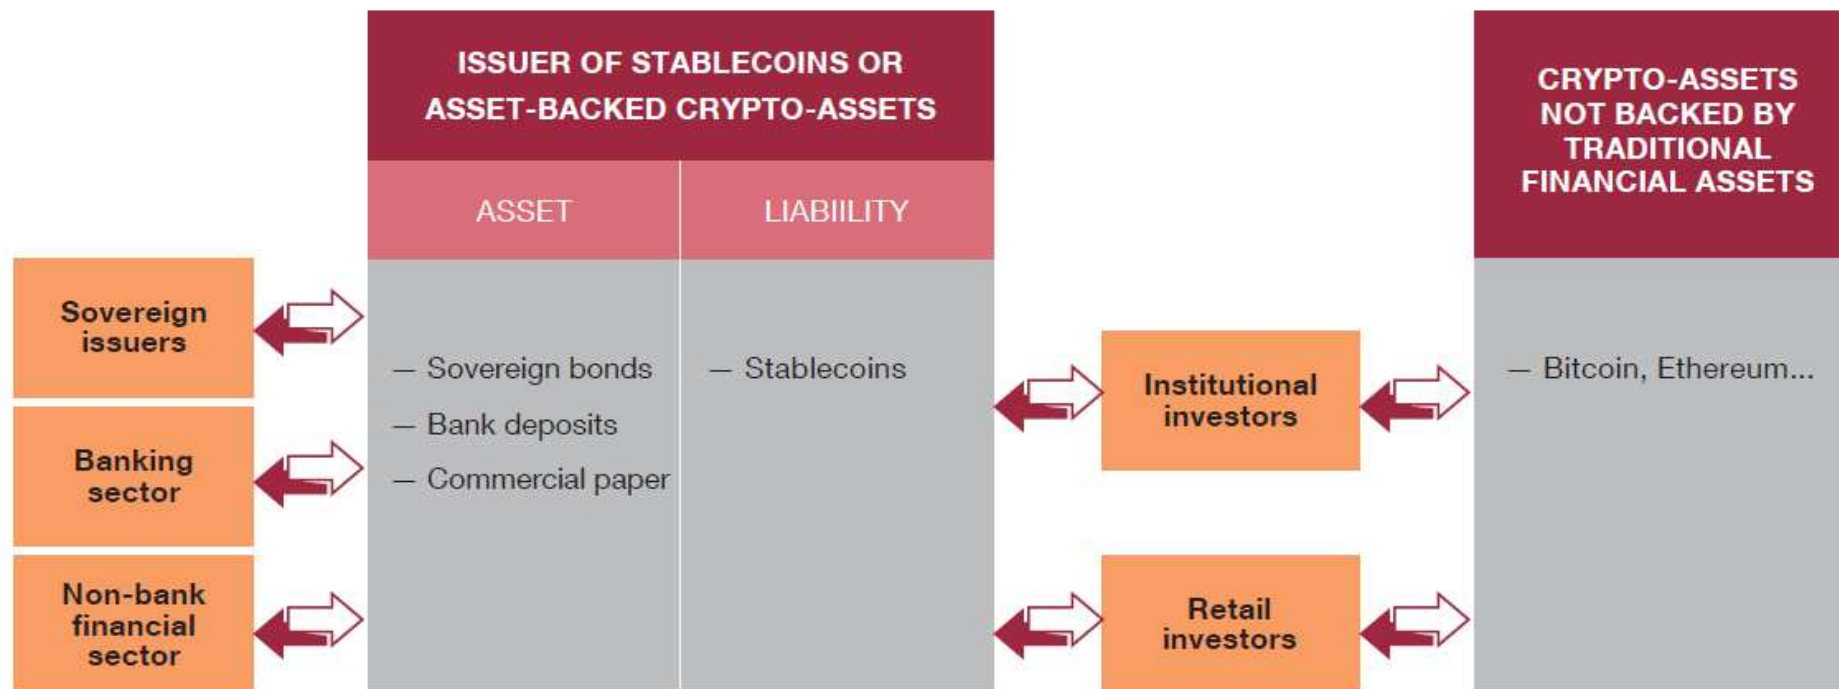 ISSUER OF STABLECOINS OR
ASSET-BACKED CRYPTO-ASSETS
ASSET
LIABIILITY
CRYPTO-ASSETS
NOT BACKED BY
TRADITIONAL
FINANCIAL ASSETS
Sovereign
issuers
Banking
sector
Non-bank
financial
sector
— Sovereign bonds
— Bank deposits
— Commercial paper
— Stablecoins
Institutional
investors
Retail
investors
— Bitcoin, Ethereum...